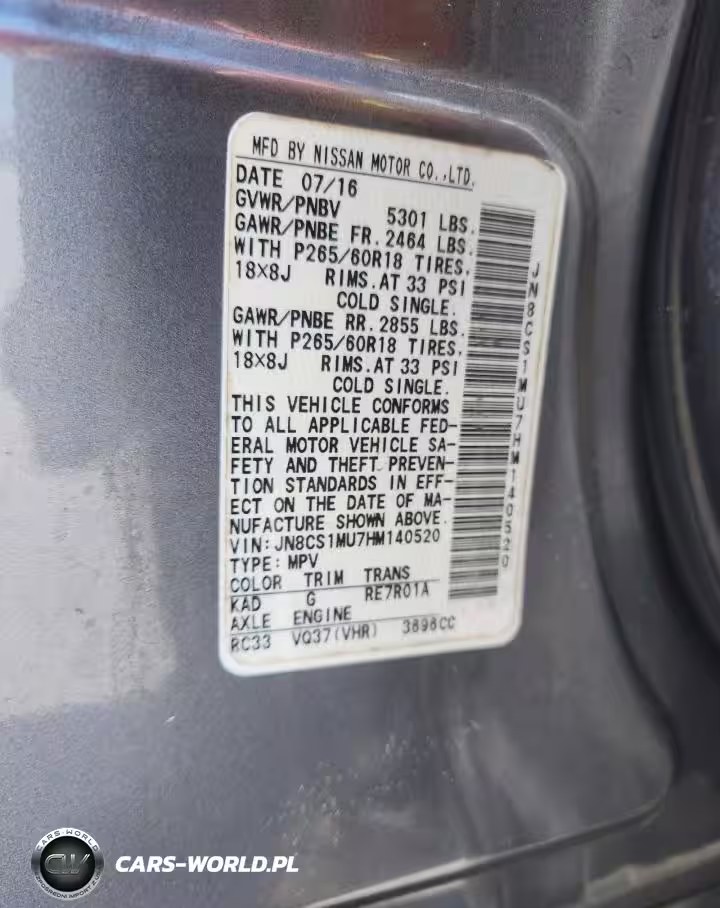 MFD BY NISSAN MOTOR CO.,LTD.
DATE 07/16
GVWR/PNBV 5301 LBS.
GAWR/PNBE FR. 2464 LBS.
WITH P265/60R18 TIRES,
18X8J RIMS.AT 33 PSI
COLD SINGLE.
GAWR/PNBE RR. 2855 LBS.
WITH P265/60R18 TIRES,
18X8J RIMS.AT 33 PSI
COLD SINGLE.
THIS VEHICLE CONFORMS
TO ALL APPLICABLE FED-
ERAL MOTOR VEHICLE SA-
FETY AND THEFT PREVEN-
TION STANDARDS IN EFF-
ECT ON THE DATE OF MA-
NUFACTURE SHOWN ABOVE.
VIN: JN8CS1MU7HM140520
TYPE: MPV
COLOR TRIM TRANS
KAD G RE7R01A
AXLE ENGINE
RC33 VQ37(VHR) 3696CC
JN8CS1MU7HM140520
CARS-WORLD
CW
CARS-WORLD.PL